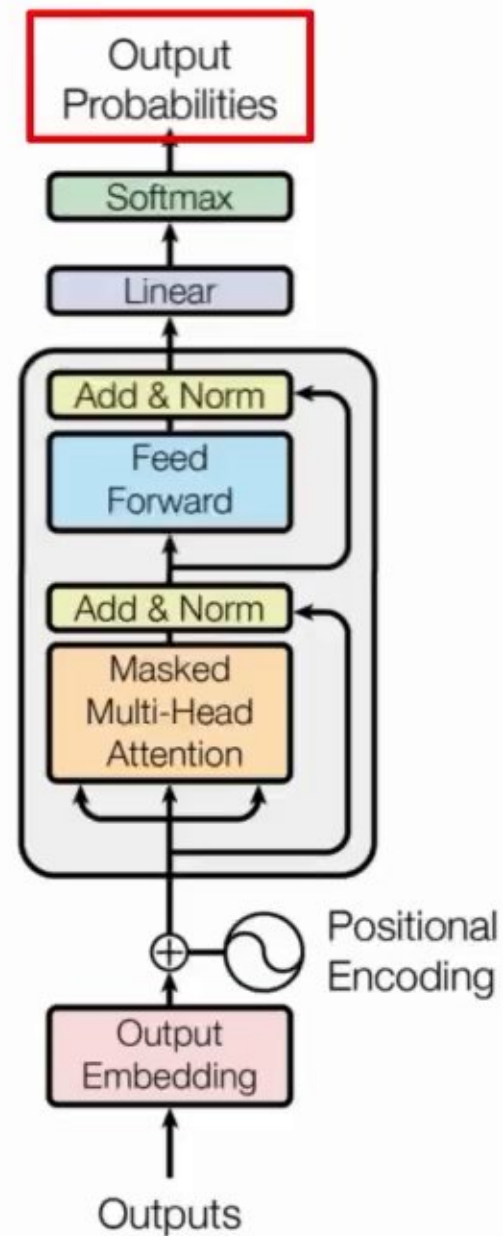 Output
Probabilities
Softmax
Linear
Add & Norm
Feed
Forward
Add & Norm
Masked
Multi-Head
Attention
Positional
Encoding
Output
Embedding
Outputs